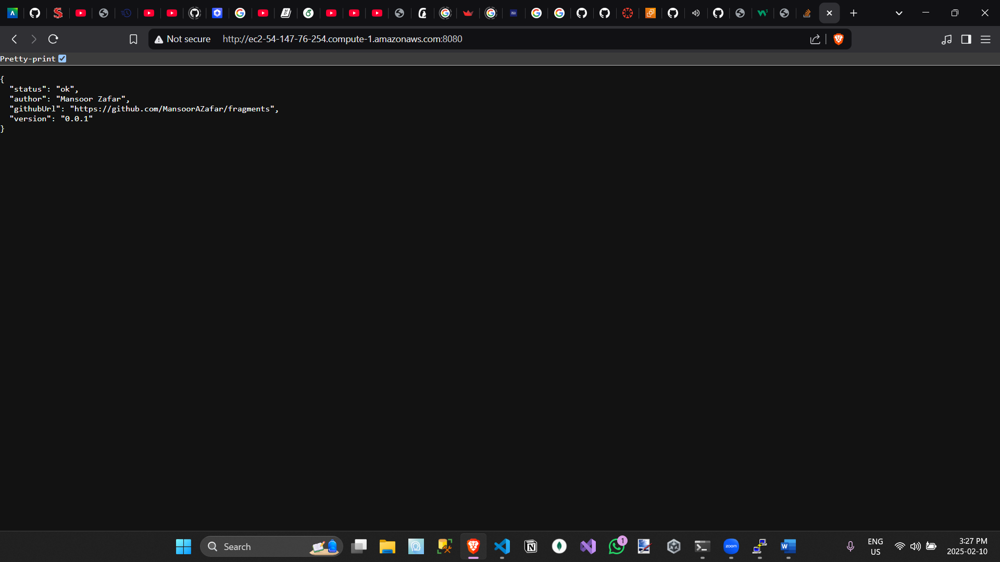 Not secure http://ec2-54-147-76-254.compute-1.amazonaws.com:8080
Pretty-print
{
"status": "ok",
"author": "Mansoor Zafar",
"githubUrl": "https://github.com/MansoorAZafar/fragments",
"version": "0.0.1"
}
Search
1
zoom
ENG
US
3:27 PM
2025-02-10